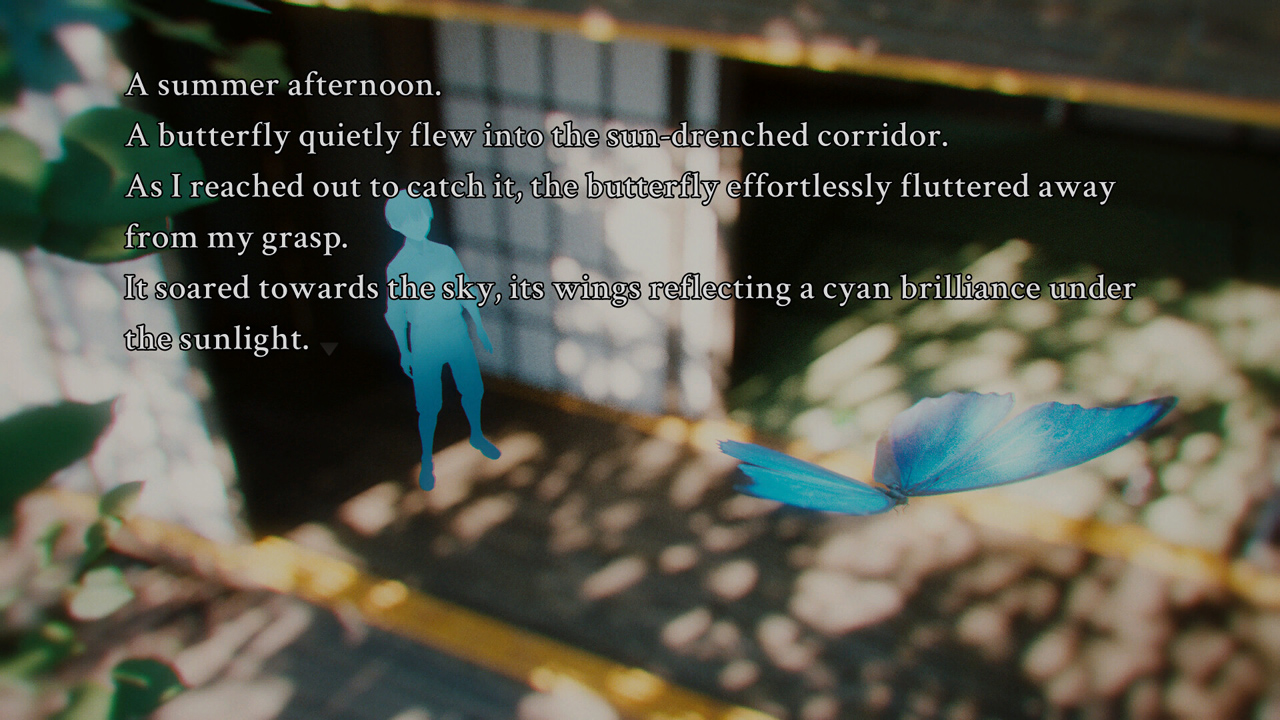 A summer afternoon.
A butterfly quietly flew into the sun-drenched corridor.
As I reached out to catch it, the butterfly effortlessly fluttered away
from my grasp.
It soared towards the sky, its wings reflecting a cyan brilliance under
the sunlight.